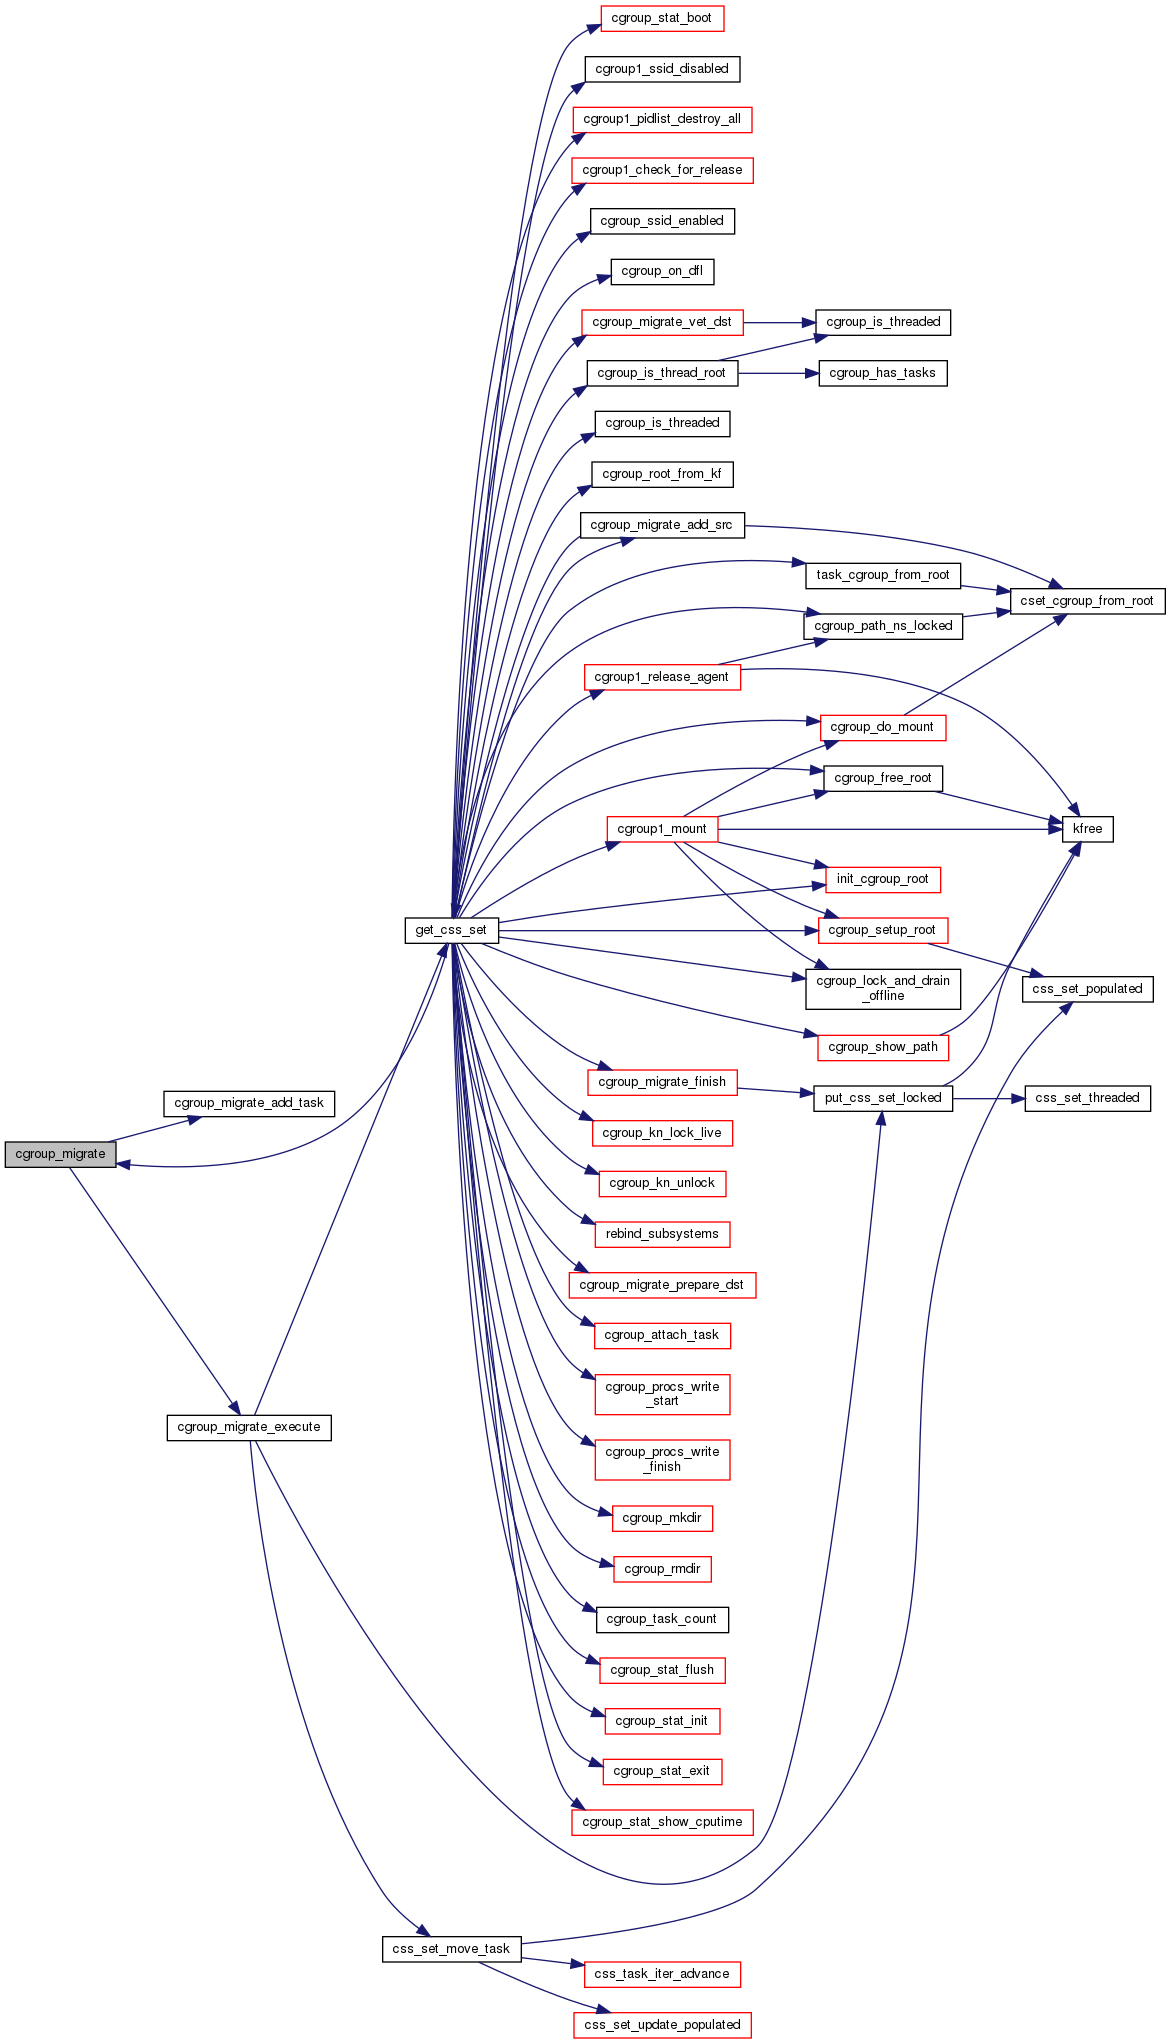 cgroup_stat_boot
cgroup1_ssid_disabled
cgroup1_pidlist_destroy_all
cgroup1_check_for_release
cgroup_ssid_enabled
cgroup_on_dfl
cgroup_migrate_vet_dst
cgroup_is_threaded
cgroup_is_thread_root
cgroup_has_tasks
cgroup_is_threaded
cgroup_root_from_kf
cgroup_migrate_add_src
task_cgroup_from_root
cset_cgroup_from_root
cgroup_path_ns_locked
cgroup1_release_agent
cgroup_do_mount
cgroup_free_root
cgroup1_mount
kfree
init_cgroup_root
get_css_set
cgroup_setup_root
cgroup_lock_and_drain
_offline
css_set_populated
cgroup_show_path
cgroup_migrate_finish
put_css_set_locked
css_set_threaded
cgroup_migrate_add_task
cgroup_kn_lock_live
cgroup_migrate
cgroup_kn_unlock
rebind_subsystems
cgroup_migrate_prepare_dst
cgroup_attach_task
cgroup_procs_write
_start
cgroup_migrate_execute
cgroup_procs_write
_finish
cgroup_mkdir
cgroup_rmdir
cgroup_task_count
cgroup_stat_flush
cgroup_stat_init
cgroup_stat_exit
cgroup_stat_show_cputime
css_set_move_task
css_task_iter_advance
css_set_update_populated